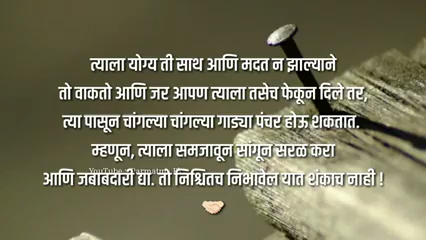 त्याला योग्य ती साथ आणि मदत न झाल्याने
तो वाकतो आणि जर आपण त्याला तसेच फेकून दिले तर,
त्या पासून चांगल्या चांगल्या गाड्या पंचर होऊ शकतात.
म्हणून, त्याला समजावून सांगून सरळ करा
YouTube
आणि जबाबदारी द्या. तो निश्चितच निभावेल यात शंकाच नाही !